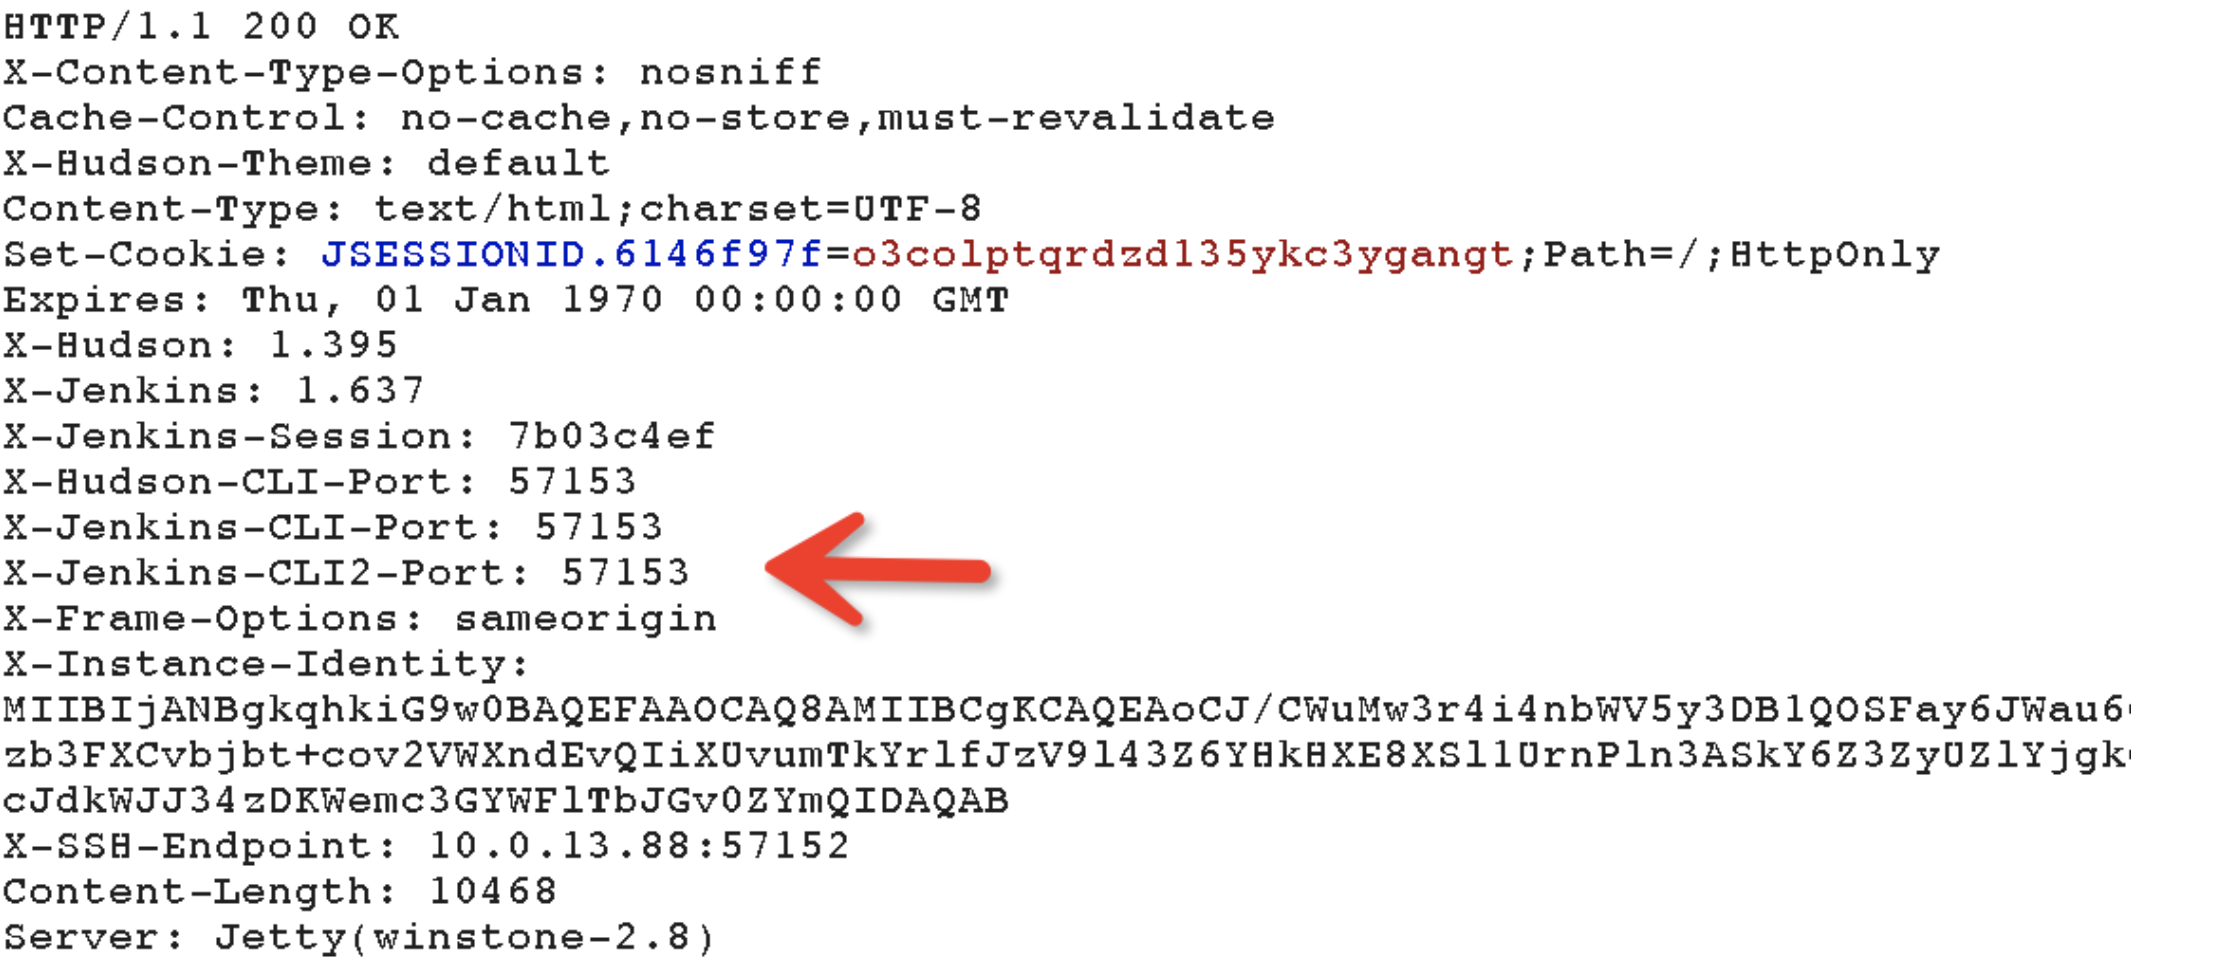 HTTP/1.1 200 OK
X-Content-Type-Options: nosniff
Cache-Control: no-cache,no-store,must-revalidate
X-Hudson-Theme: default
Content-Type: text/html;charset=UTF-8
Set-Cookie: JSESSIONID.6146f97f=o3colptqrdzd135ykc3ygangt;Path=/;HttpOnly
Expires: Thu, 01 Jan 1970 00:00:00 GMT
X-Hudson: 1.395
X-Jenkins: 1.637
X-Jenkins-Session: 7b03c4ef
X-Hudson-CLI-Port: 57153
X-Jenkins-CLI-Port: 57153
X-Jenkins-CLI2-Port: 57153
X-Frame-Options: sameorigin
X-Instance-Identity:
MIIBIjANBgkqhkiG9w0BAQEFAAOCAQ8AMIIBCgKCAQEAoCJ/CWuMw3r4i4nbWV5y3DB1QOSFay6JWau6
zb3FXCvbjbt+cov2VWXndEvQIiXUvumTkYrlfJzV9l43Z6YHkHXE8XSl1UrnPln3ASkY6Z3ZyUZlYjgk
cJdkWJJ34zDKWemc3GYWFlTbJGv0ZYmQIDAQAB
X-SSH-Endpoint: 10.0.13.88:57152
Content-Length: 10468
Server: Jetty(winstone-2.8)